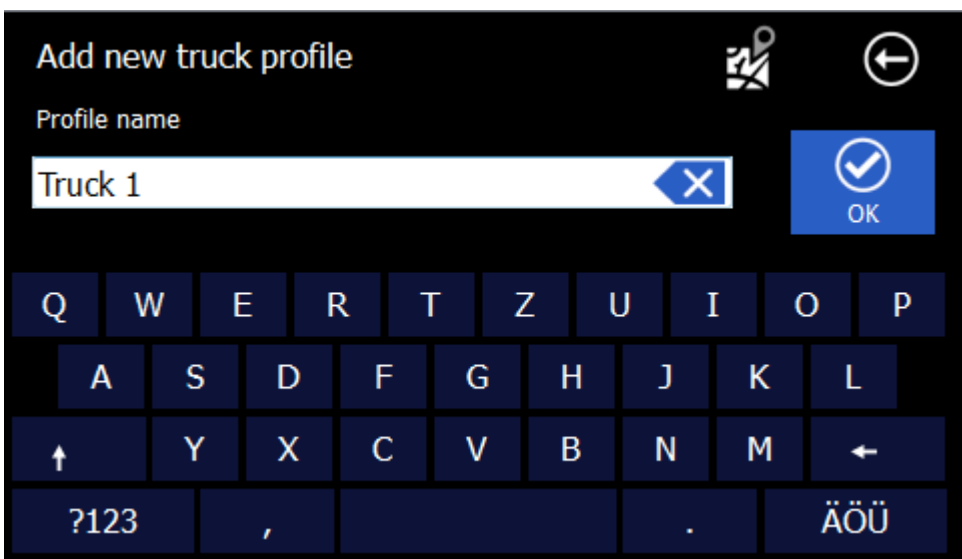 Add new truck profile
Profile name
Truck 1
OK
Q W E R T Z U I O P
A S D F G H J K L
Y X C V B N M
?123 , . ÄÖÜ